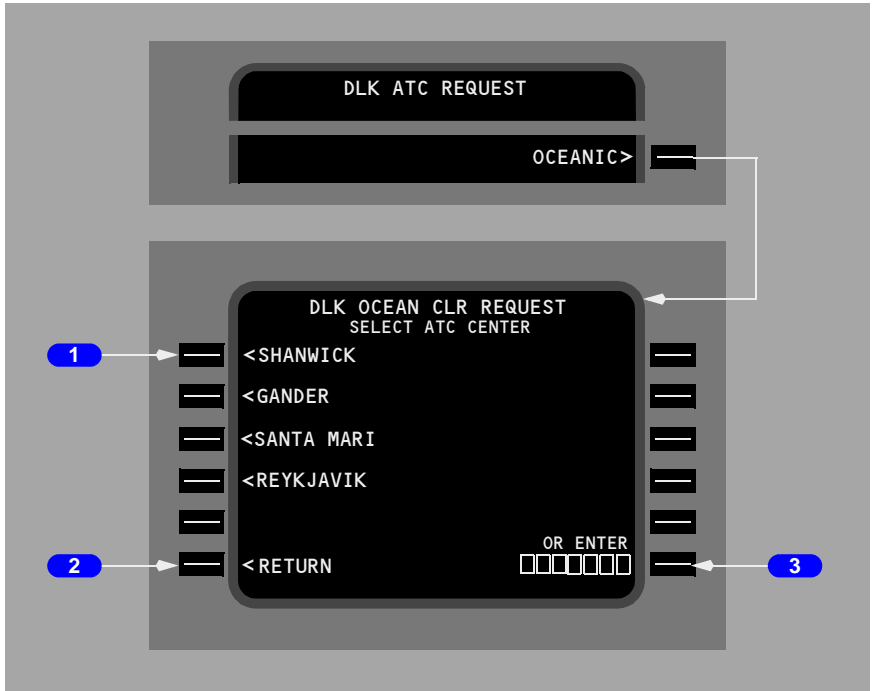 DLK ATC REQUEST
OCEANIC>
DLK OCEAN CLR REQUEST
SELECT ATC CENTER
1
<SHANWICK
<GANDER
<SANTA MARI
<REYKJAVIK
OR ENTER
2
<RETURN
3